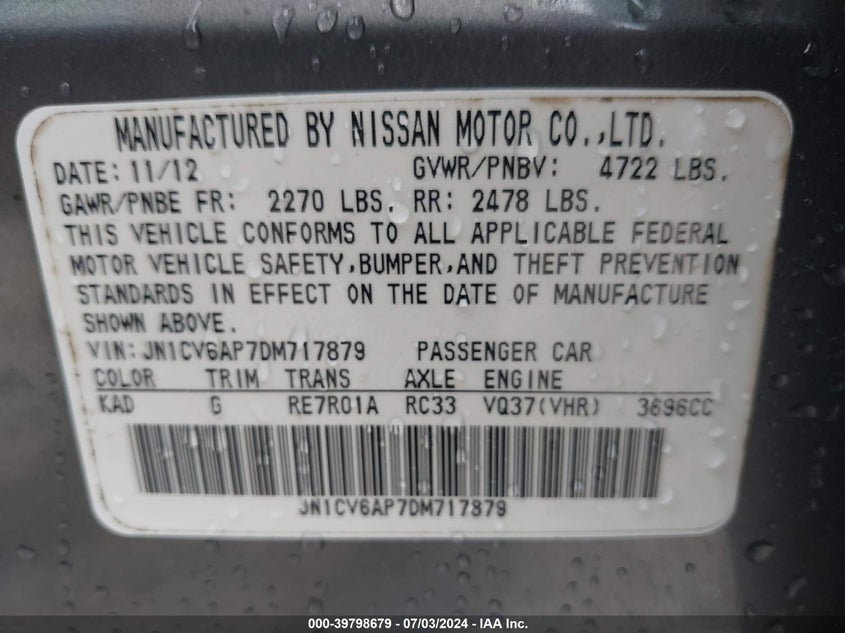 MANUFACTURED BY NISSAN MOTOR CO.,LTD.
DATE: 11/12 GVWR/PNBV: 4722 LBS.
GAWR/PNBE FR: 2270 LBS. RR: 2478 LBS.
THIS VEHICLE CONFORMS TO ALL APPLICABLE FEDERAL
MOTOR VEHICLE SAFETY,BUMPER,AND THEFT PREVENTION
STANDARDS IN EFFECT ON THE DATE OF MANUFACTURE
SHOWN ABOVE.
VIN:JN1CV6AP7DM717879 PASSENGER CAR
COLOR TRIM TRANS AXLE ENGINE
KAD G RE7R01A RC33 VQ37(VHR) 3696CC
JN1CV6AP7DM717879
000-39798679 - 07/03/2024 - IAA Inc.